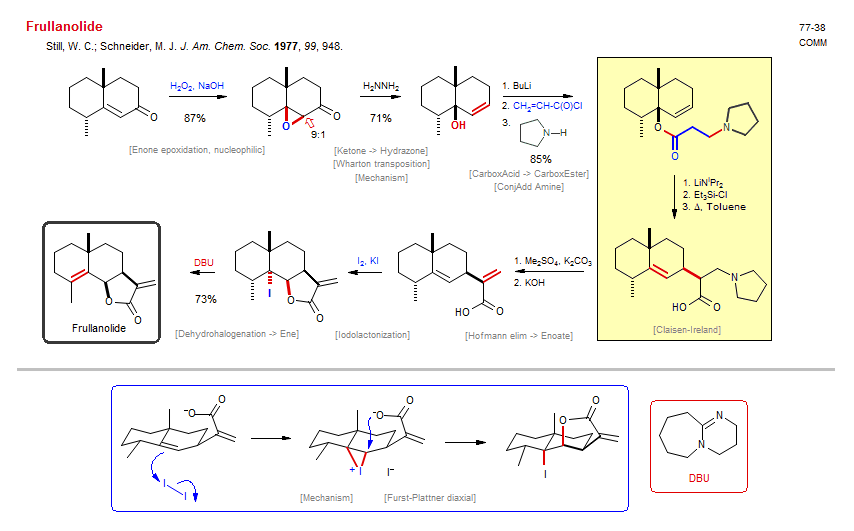 Frullanolide
77-38
Still, W. C.; Schneider, M. J. J. Am. Chem. Soc. 1977, 99, 948.
COMM
H₂O₂, NaOH
87%
O
O
O
9:1
[Enone epoxidation, nucleophilic]
H₂NNH₂
71%
[Ketone -> Hydrazone]
[Wharton transposition]
[Mechanism]
OH
1. BuLi
2. CH₂=CH-C(O)Cl
3.
N–H
85%
[CarboxAcid -> CarboxEster]
[ConjAdd Amine]
O
O
N
1. LiNⁱPr₂
2. Et₃Si-Cl
3. Δ, Toluene
N
HO
O
[Claisen-Ireland]
1. Me₂SO₄, K₂CO₃
2. KOH
HO
O
[Hofmann elim -> Enoate]
I₂, KI
[Iodolactonization]
I
O
O
DBU
73%
[Dehydrohalogenation -> Ene]
O
O
Frullanolide
⁻O
O
I
I
⁻O
O
+ I
I⁻
[Mechanism]
[Furst-Plattner diaxial]
O
O
I
N
N
DBU